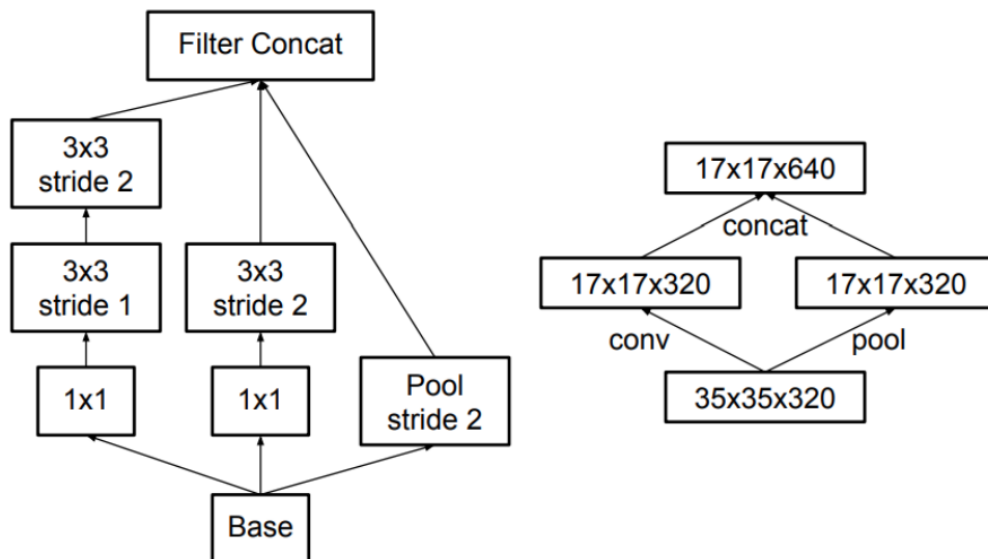 Filter Concat
3x3
stride 2
3x3
stride 1
3x3
stride 2
1x1
1x1
Pool
stride 2
Base
17x17x640
concat
17x17x320
17x17x320
conv
pool
35x35x320